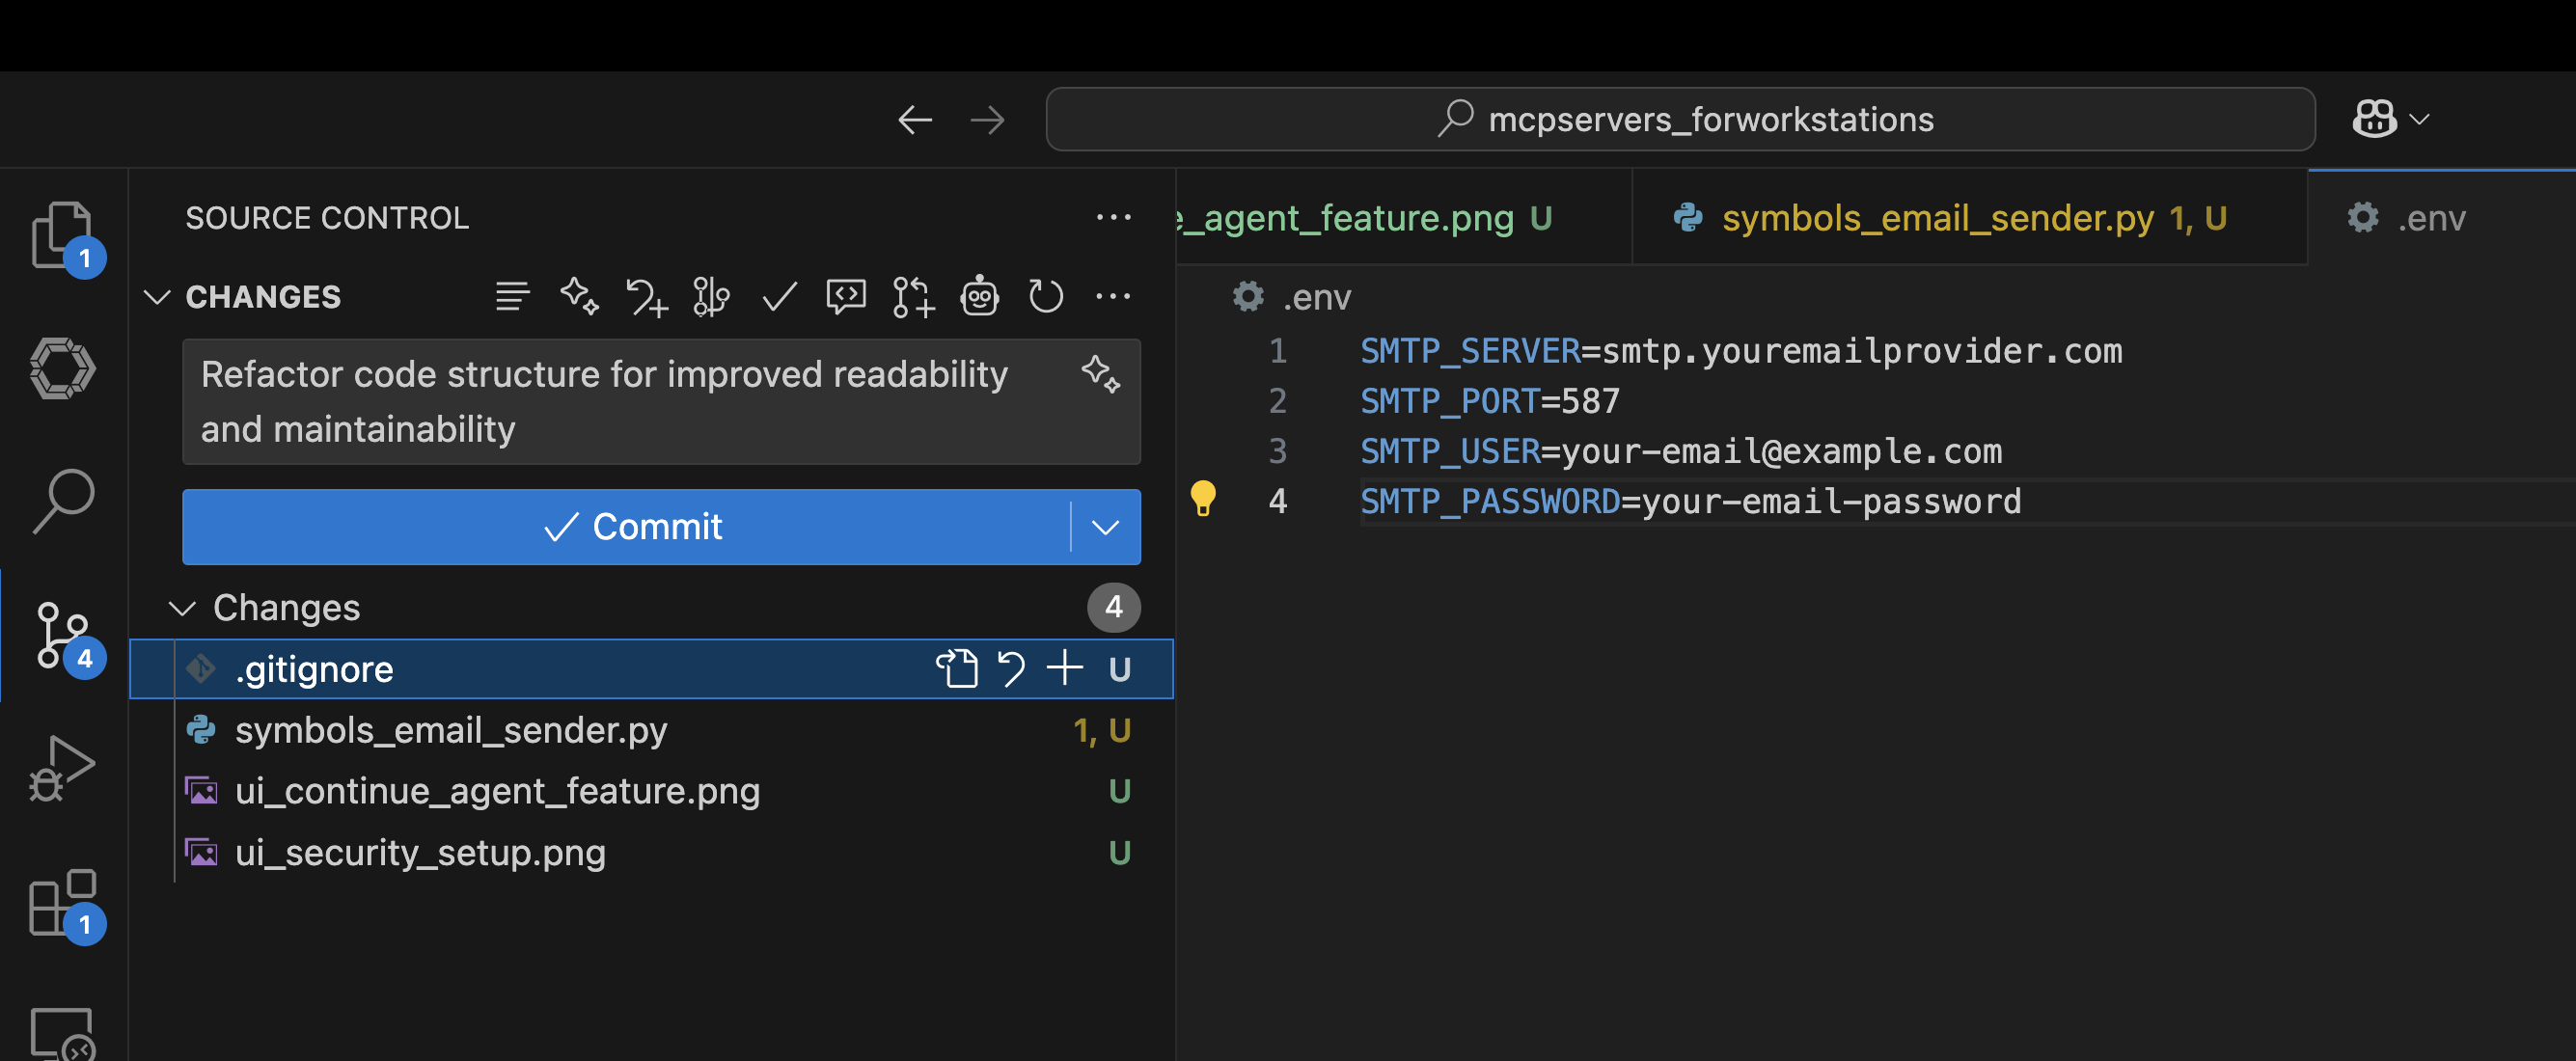 mcpservers_forworkstations
1
SOURCE CONTROL
CHANGES
Refactor code structure for improved readability
and maintainability
Commit
Changes 4
.gitignore U
symbols_email_sender.py 1, U
ui_continue_agent_feature.png U
ui_security_setup.png U
4
1
e_agent_feature.png U
symbols_email_sender.py 1, U
.env
.env
1 SMTP_SERVER=smtp.youremailprovider.com
2 SMTP_PORT=587
3 SMTP_USER=your-email@example.com
4 SMTP_PASSWORD=your-email-password